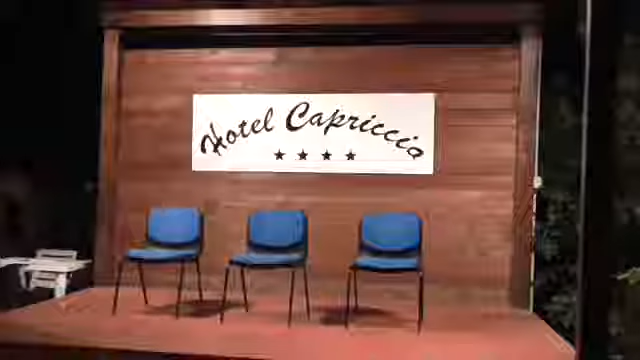 Hotel Capriccio
★ ★ ★ ★